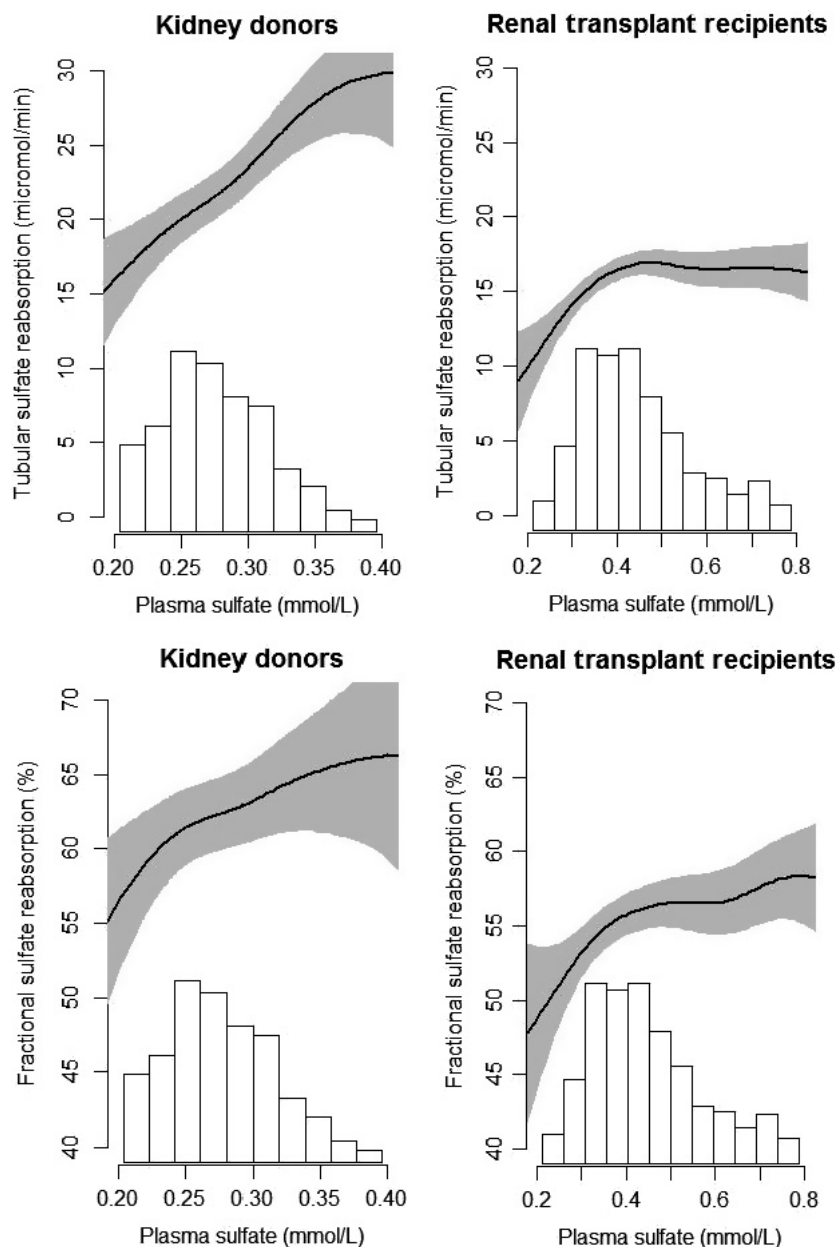 Kidney donors
Tubular sulfate reabsorption (micromol/min)
30
25
20
15
10
5
0
0.20 0.25 0.30 0.35 0.40
Plasma sulfate (mmol/L)
Renal transplant recipients
Tubular sulfate reabsorption (micromol/min)
30
25
20
15
10
5
0
0.2 0.4 0.6 0.8
Plasma sulfate (mmol/L)
Kidney donors
Fractional sulfate reabsorption (%)
70
65
60
55
50
45
40
0.20 0.25 0.30 0.35 0.40
Plasma sulfate (mmol/L)
Renal transplant recipients
Fractional sulfate reabsorption (%)
70
65
60
55
50
45
40
0.2 0.4 0.6 0.8
Plasma sulfate (mmol/L)